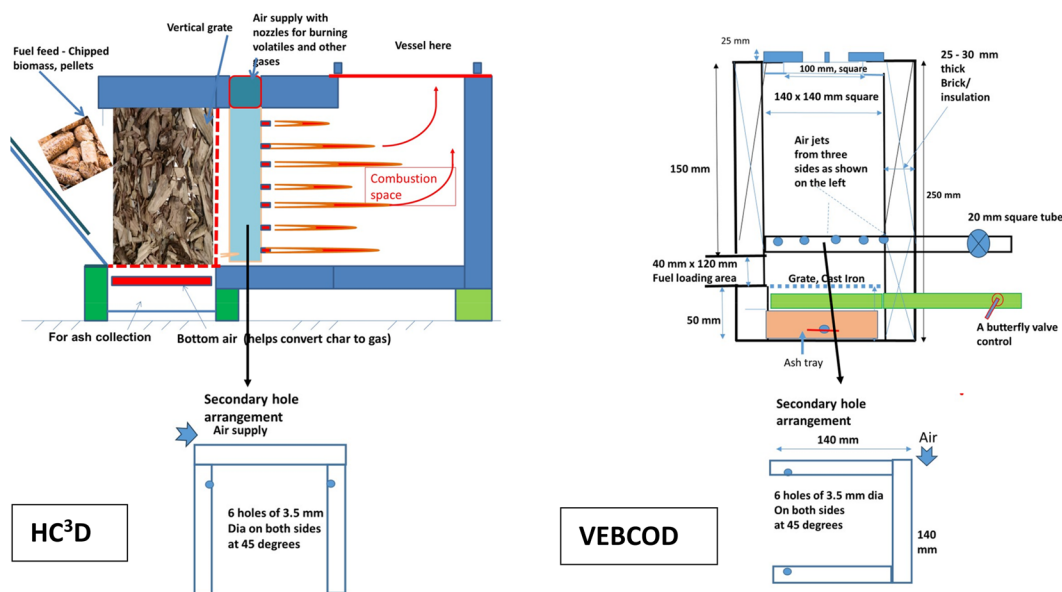 Fuel feed - Chipped
biomass, pellets
Vertical grate
Air supply with
nozzles for burning
volatiles and other
gases
Vessel here
Combustion
space
For ash collection
Bottom air (helps convert char to gas)
Secondary hole
arrangement
Air supply
6 holes of 3.5 mm
Dia on both sides
at 45 degrees
HC³D
25 mm
100 mm, square
140 x 140 mm square
25 - 30 mm
thick
Brick/
insulation
Air jets
from three
sides as shown
on the left
150 mm
250 mm
20 mm square tube
40 mm x 120 mm
Fuel loading area
Grate, Cast Iron
50 mm
A butterfly valve
control
Ash tray
Secondary hole
arrangement
140 mm
Air
6 holes of 3.5 mm dia
On both sides
at 45 degrees
140
mm
VEBCOD